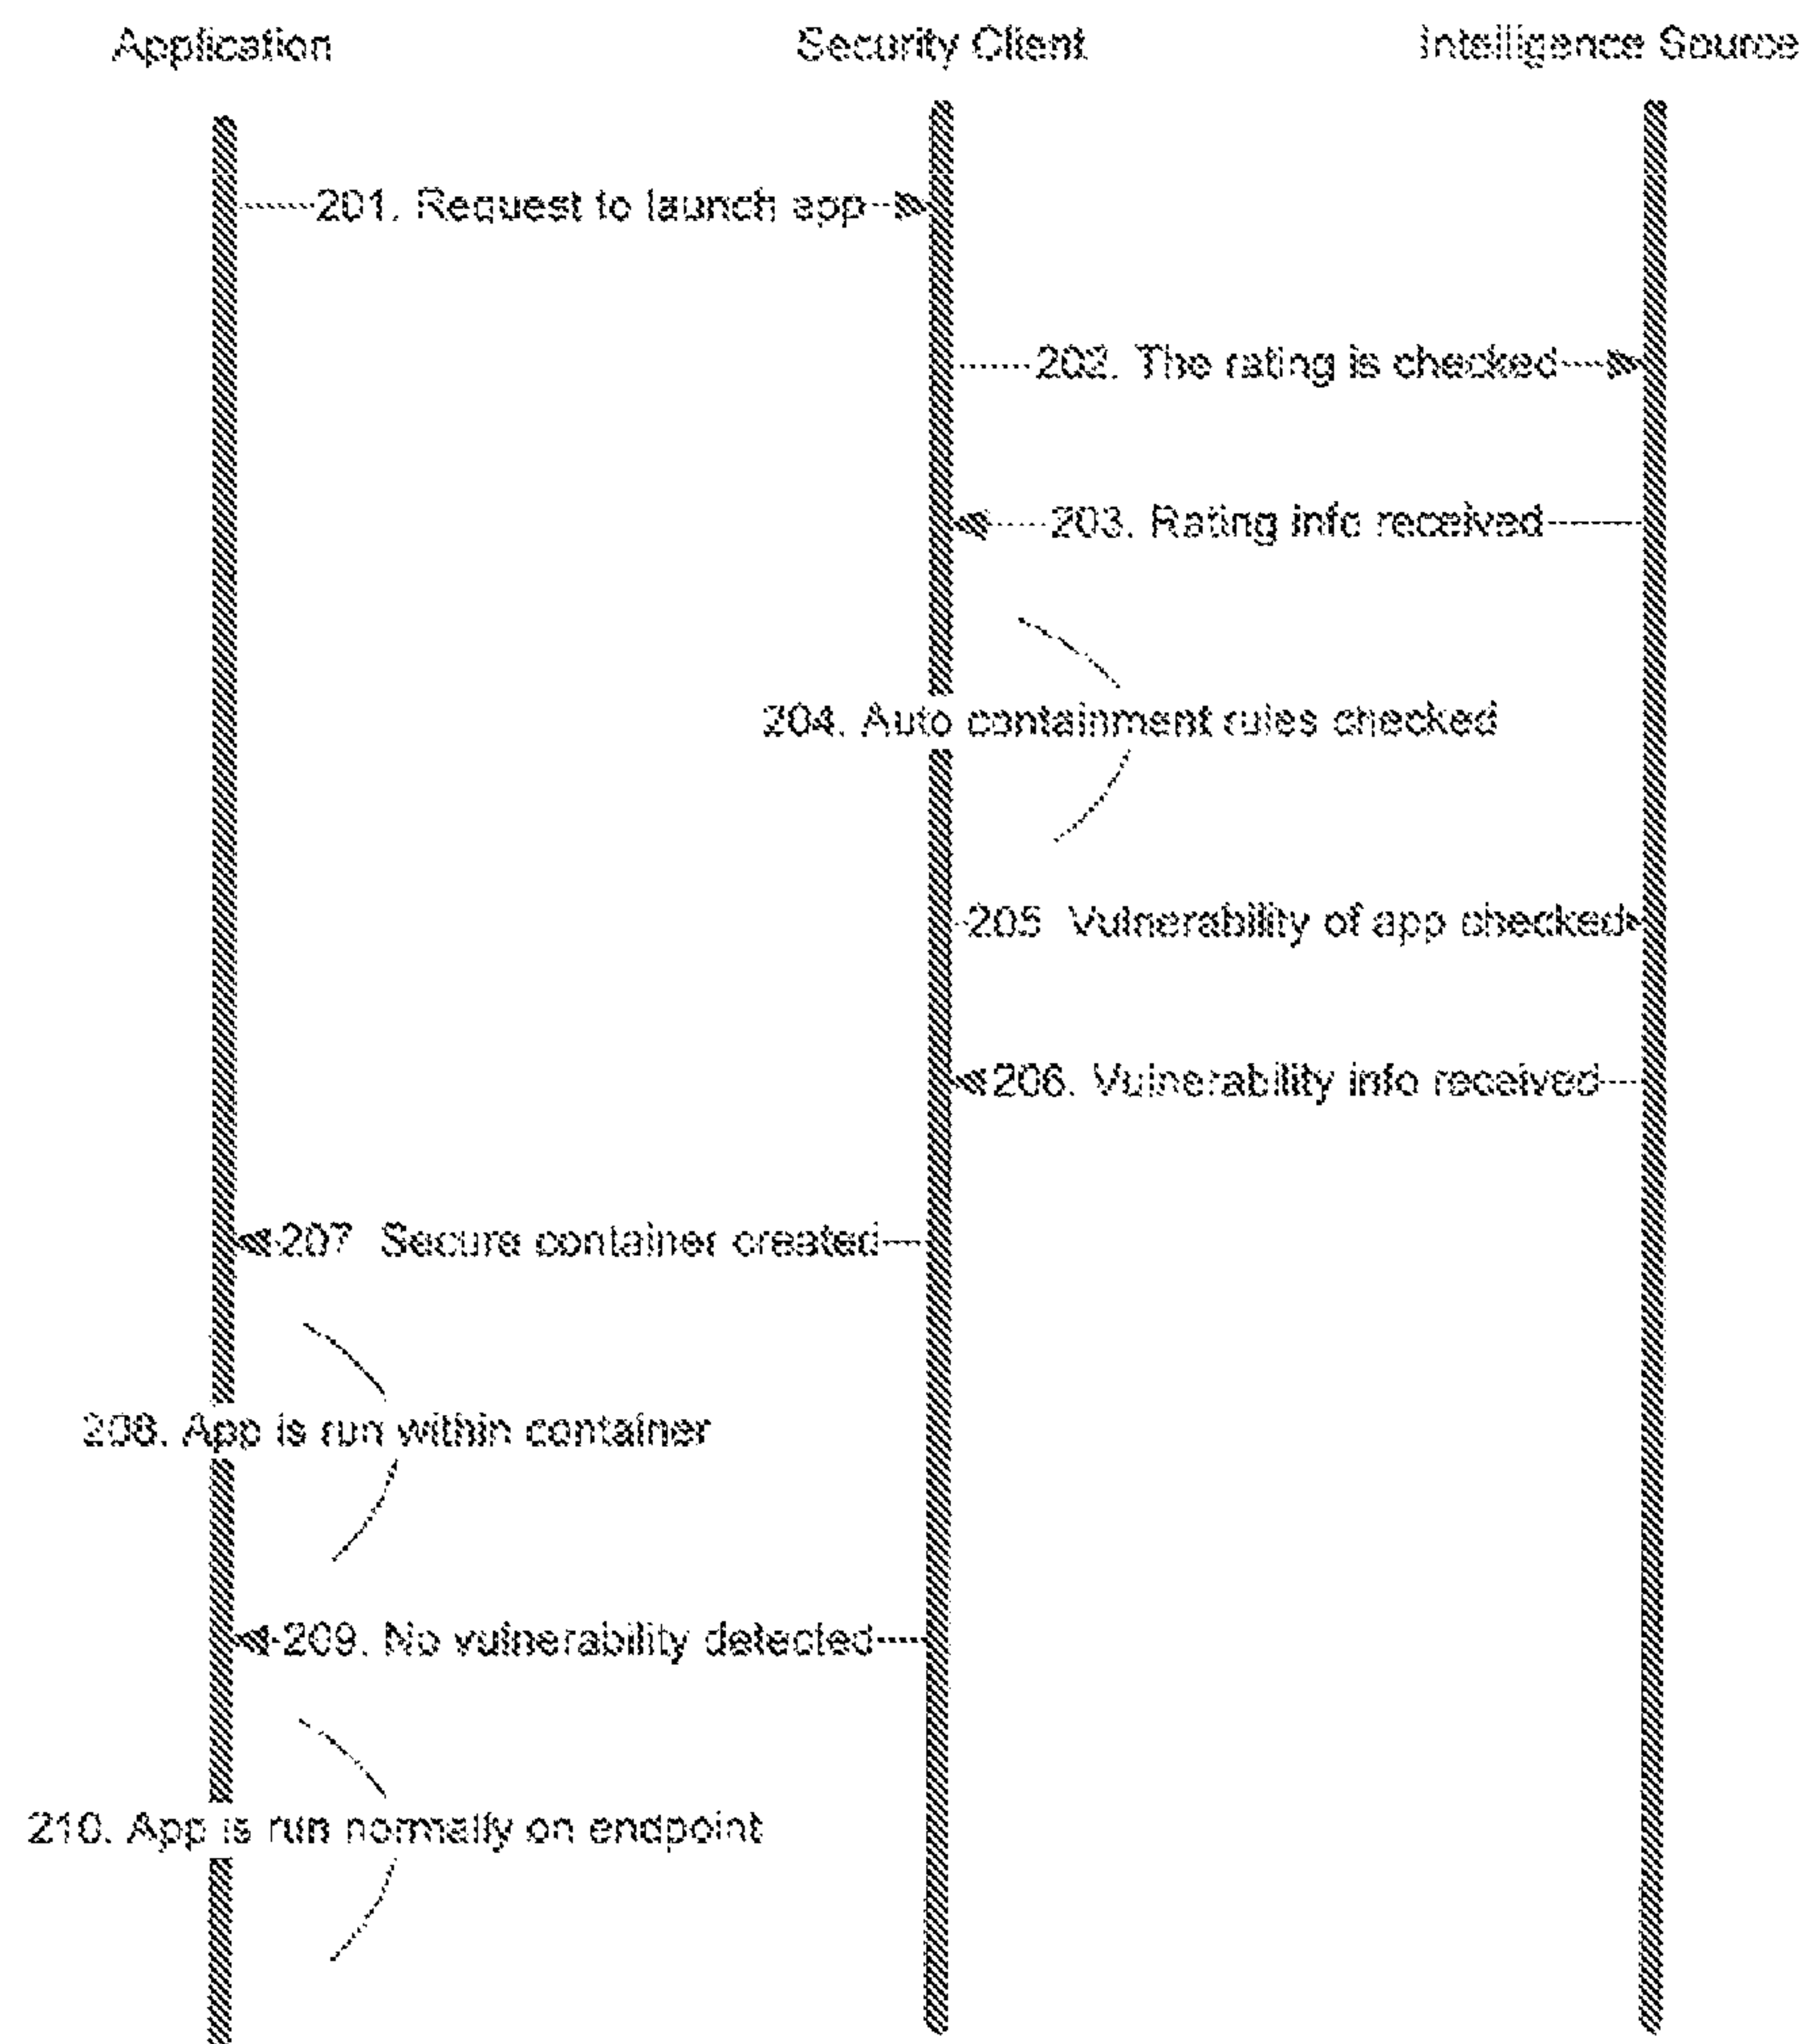 Application
Security Client
Intelligence Source
201. Request to launch app
202. The rating is checked
203. Rating info received
204. Auto containment rules checked
205 Vulnerability of app checked
206. Vulnerability info received
207 Secure container created
208. App is run within container
209. No vulnerability detected
210. App is run normally on endpoint